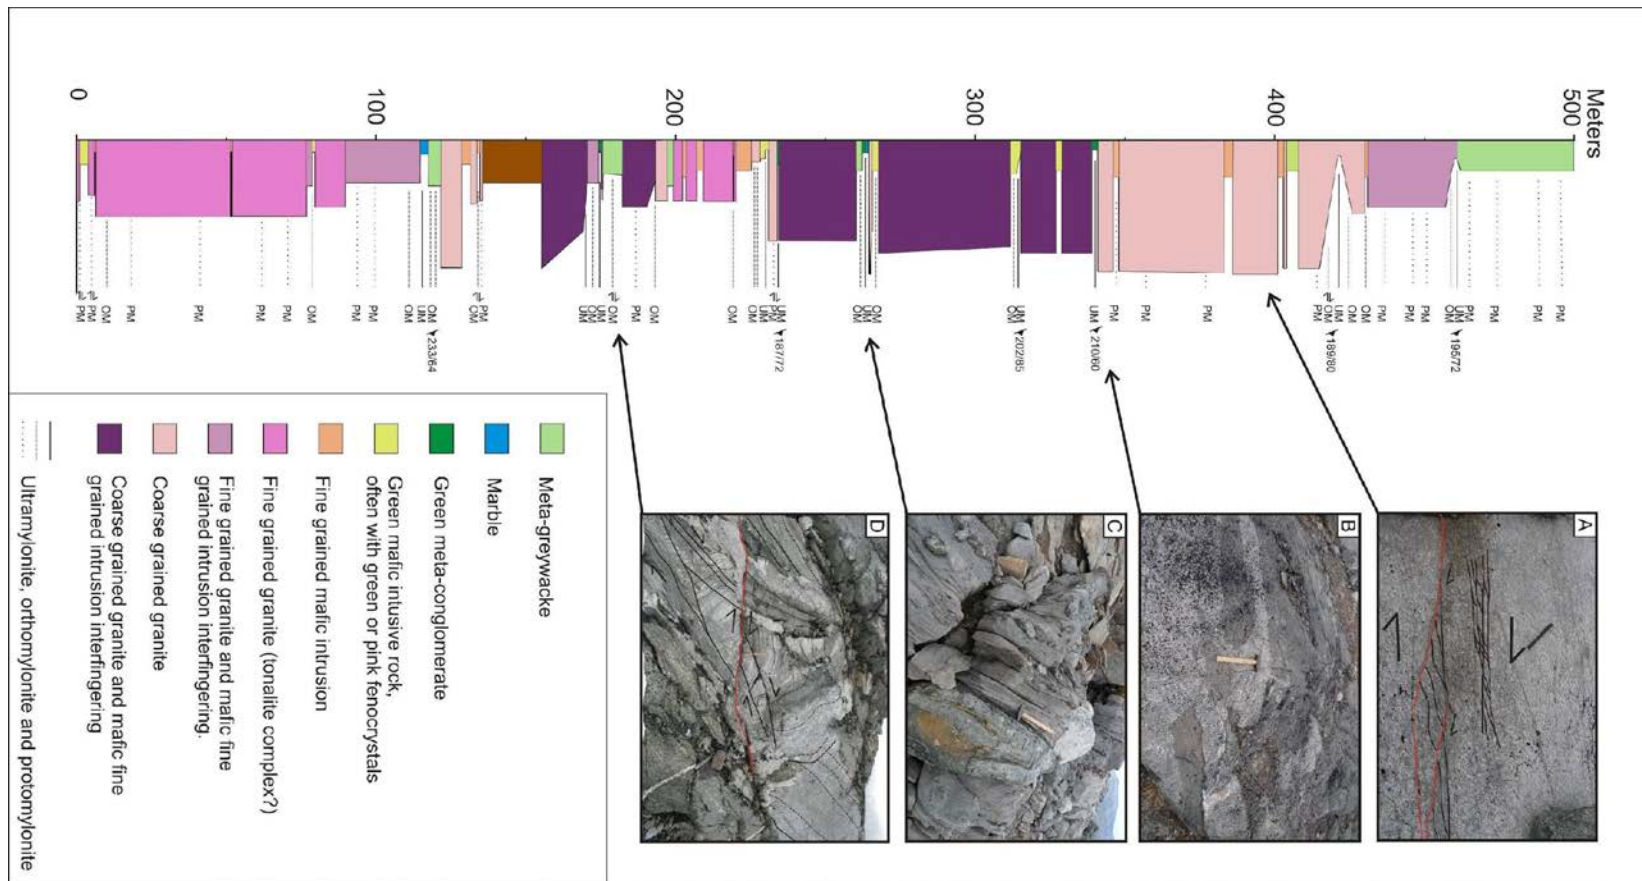 Meters
500
400
300
200
100
0
PM
PM
PM
PM
UM
OM
195/72
PM
PM
PM
OM
OM
UM
OM
189/80
PM
PM
PM
PM
UM
210/60
UM
202/85
OM
OM
UM
OM
UM
187/72
PM
OM
OM
PM
OM
UM
UM
PM
OM
OM
233/64
UM
OM
PM
PM
OM
PM
PM
PM
PM
OM
PM
PM
A
B
C
D
Meta-greywacke
Marble
Green meta-conglomerate
Green mafic intusive rock,
often with green or pink fenocrystals
Fine grained mafic intrusion
Fine grained granite (tonalite complex?)
Fine grained granite and mafic fine
grained intrusion interfingering.
Coarse grained granite
Coarse grained granite and mafic fine
grained intrusion interfingering
Ultramylonite, orthomylonite and protomylonite